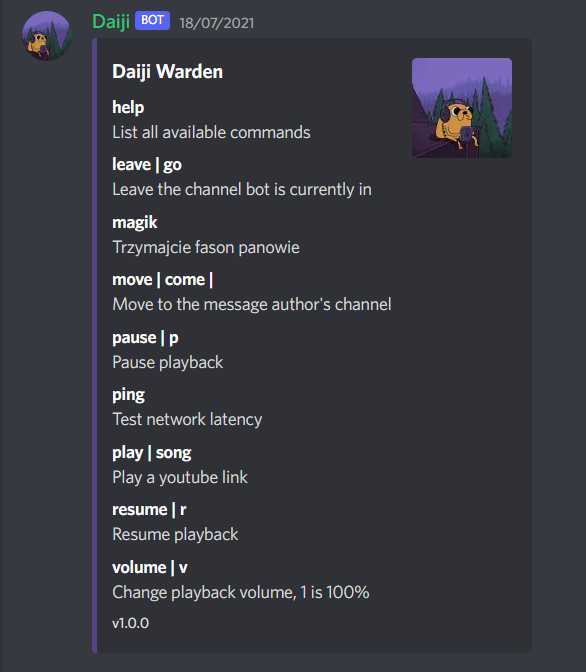 Daiji BOT 18/07/2021
Daiji Warden
help
List all available commands
leave | go
Leave the channel bot is currently in
magik
Trzymajcie fason panowie
move | come |
Move to the message author's channel
pause | p
Pause playback
ping
Test network latency
play | song
Play a youtube link
resume | r
Resume playback
volume | v
Change playback volume, 1 is 100%
v1.0.0